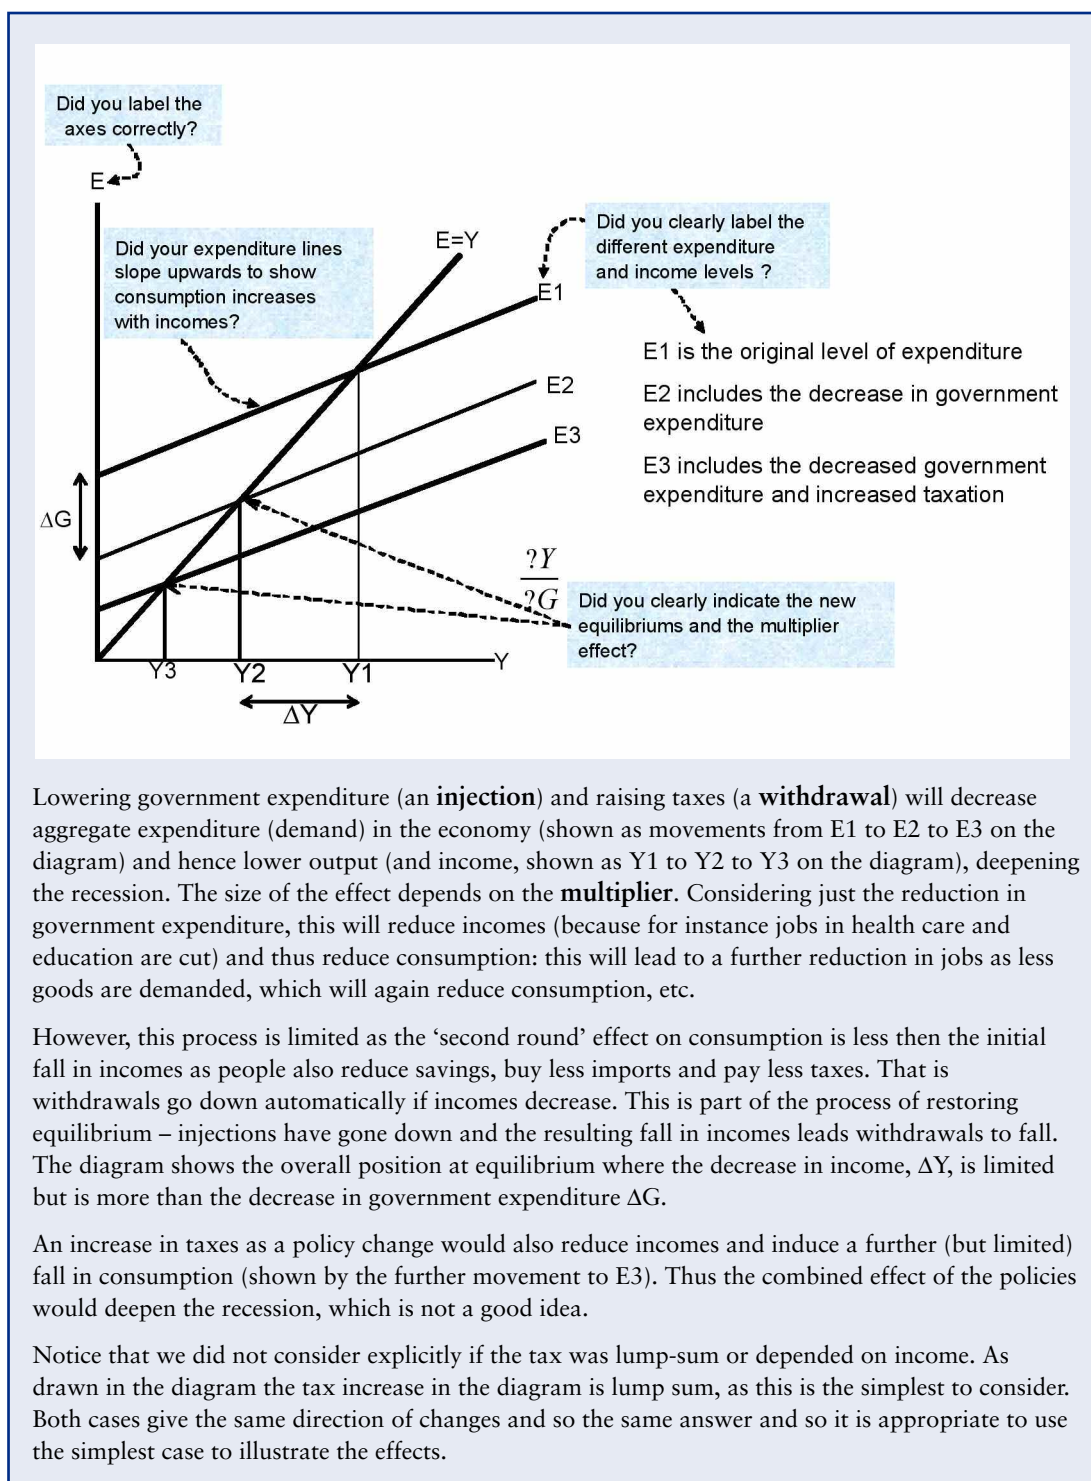 Did you label the
axes correctly?
E
Did your expenditure lines
slope upwards to show
consumption increases
with incomes?
E=Y
Did you clearly label the
different expenditure
and income levels ?
E1
E1 is the original level of expenditure
E2
E2 includes the decrease in government
expenditure
E3
E3 includes the decreased government
expenditure and increased taxation
ΔG
?Y
?G
Did you clearly indicate the new
equilibriums and the multiplier
effect?
Y3
Y2
Y1
Y
ΔY
Lowering government expenditure (an injection) and raising taxes (a withdrawal) will decrease
aggregate expenditure (demand) in the economy (shown as movements from E1 to E2 to E3 on the
diagram) and hence lower output (and income, shown as Y1 to Y2 to Y3 on the diagram), deepening
the recession. The size of the effect depends on the multiplier. Considering just the reduction in
government expenditure, this will reduce incomes (because for instance jobs in health care and
education are cut) and thus reduce consumption: this will lead to a further reduction in jobs as less
goods are demanded, which will again reduce consumption, etc.
However, this process is limited as the ‘second round’ effect on consumption is less then the initial
fall in incomes as people also reduce savings, buy less imports and pay less taxes. That is
withdrawals go down automatically if incomes decrease. This is part of the process of restoring
equilibrium – injections have gone down and the resulting fall in incomes leads withdrawals to fall.
The diagram shows the overall position at equilibrium where the decrease in income, ΔY, is limited
but is more than the decrease in government expenditure ΔG.
An increase in taxes as a policy change would also reduce incomes and induce a further (but limited)
fall in consumption (shown by the further movement to E3). Thus the combined effect of the policies
would deepen the recession, which is not a good idea.
Notice that we did not consider explicitly if the tax was lump-sum or depended on income. As
drawn in the diagram the tax increase in the diagram is lump sum, as this is the simplest to consider.
Both cases give the same direction of changes and so the same answer and so it is appropriate to use
the simplest case to illustrate the effects.